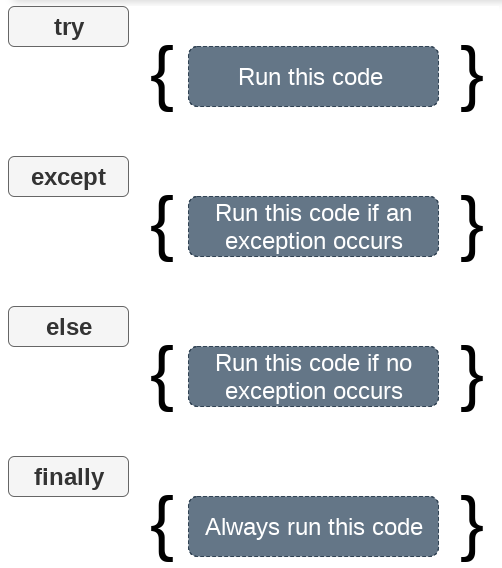 try
{ Run this code }
except
{ Run this code if an
exception occurs }
else
{ Run this code if no
exception occurs }
finally
{ Always run this code }